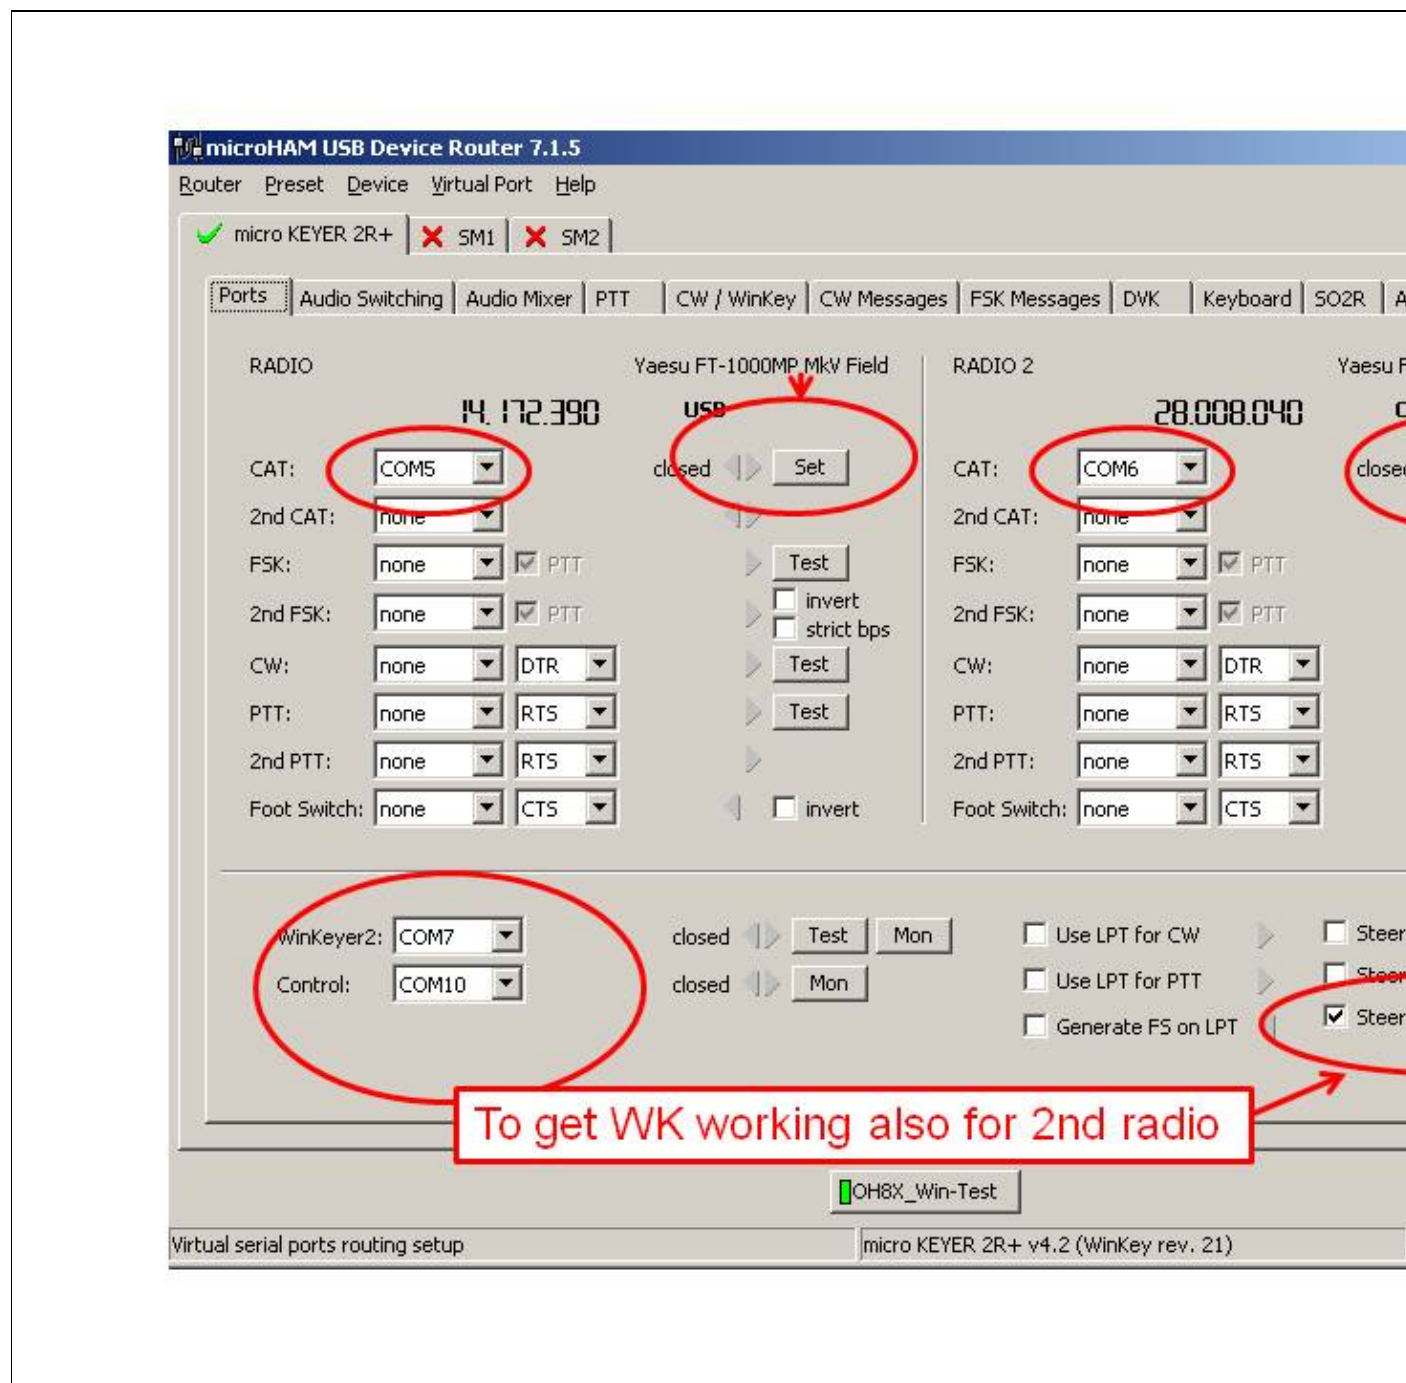 microHAM USB Device Router 7.1.5
Router Preset Device Virtual Port Help
micro KEYER 2R+ SM1 SM2
Ports Audio Switching Audio Mixer PTT CW / WinKey CW Messages FSK Messages DVK Keyboard SO2R A
RADIO Yaesu FT-1000MP MkV Field RADIO 2 Yaesu F
14.172.390 USB 28.008.040
CAT: COM5 closed Set CAT: COM6 closed
2nd CAT: none 2nd CAT: none
FSK: none PTT Test FSK: none PTT
invert
2nd FSK: none PTT 2nd FSK: none PTT
strict bps
CW: none DTR Test CW: none DTR
PTT: none RTS Test PTT: none RTS
2nd PTT: none RTS 2nd PTT: none RTS
Foot Switch: none CTS invert Foot Switch: none CTS
WinKeyer2: COM7 closed Test Mon Use LPT for CW Steer
Control: COM10 closed Mon Use LPT for PTT Steer
Generate FS on LPT Steer
To get WK working also for 2nd radio
OH8X_Win-Test
Virtual serial ports routing setup micro KEYER 2R+ v4.2 (WinKey rev. 21)